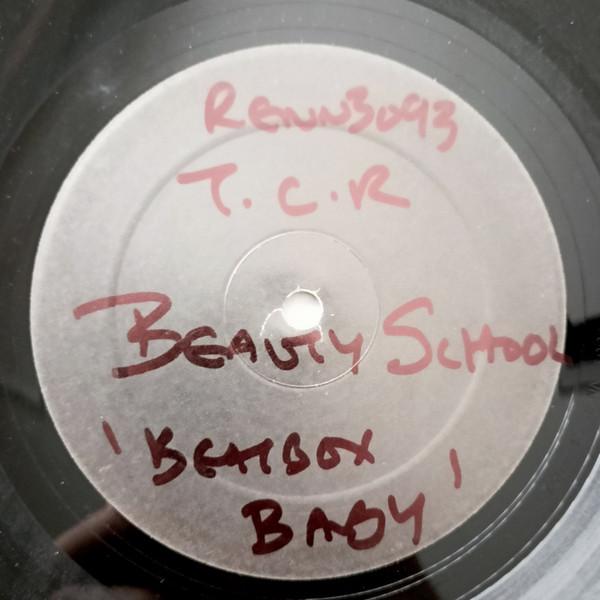 RENN3093
T.C.R
BEAUTY SCHOOL
'BEATBOX
BABY'